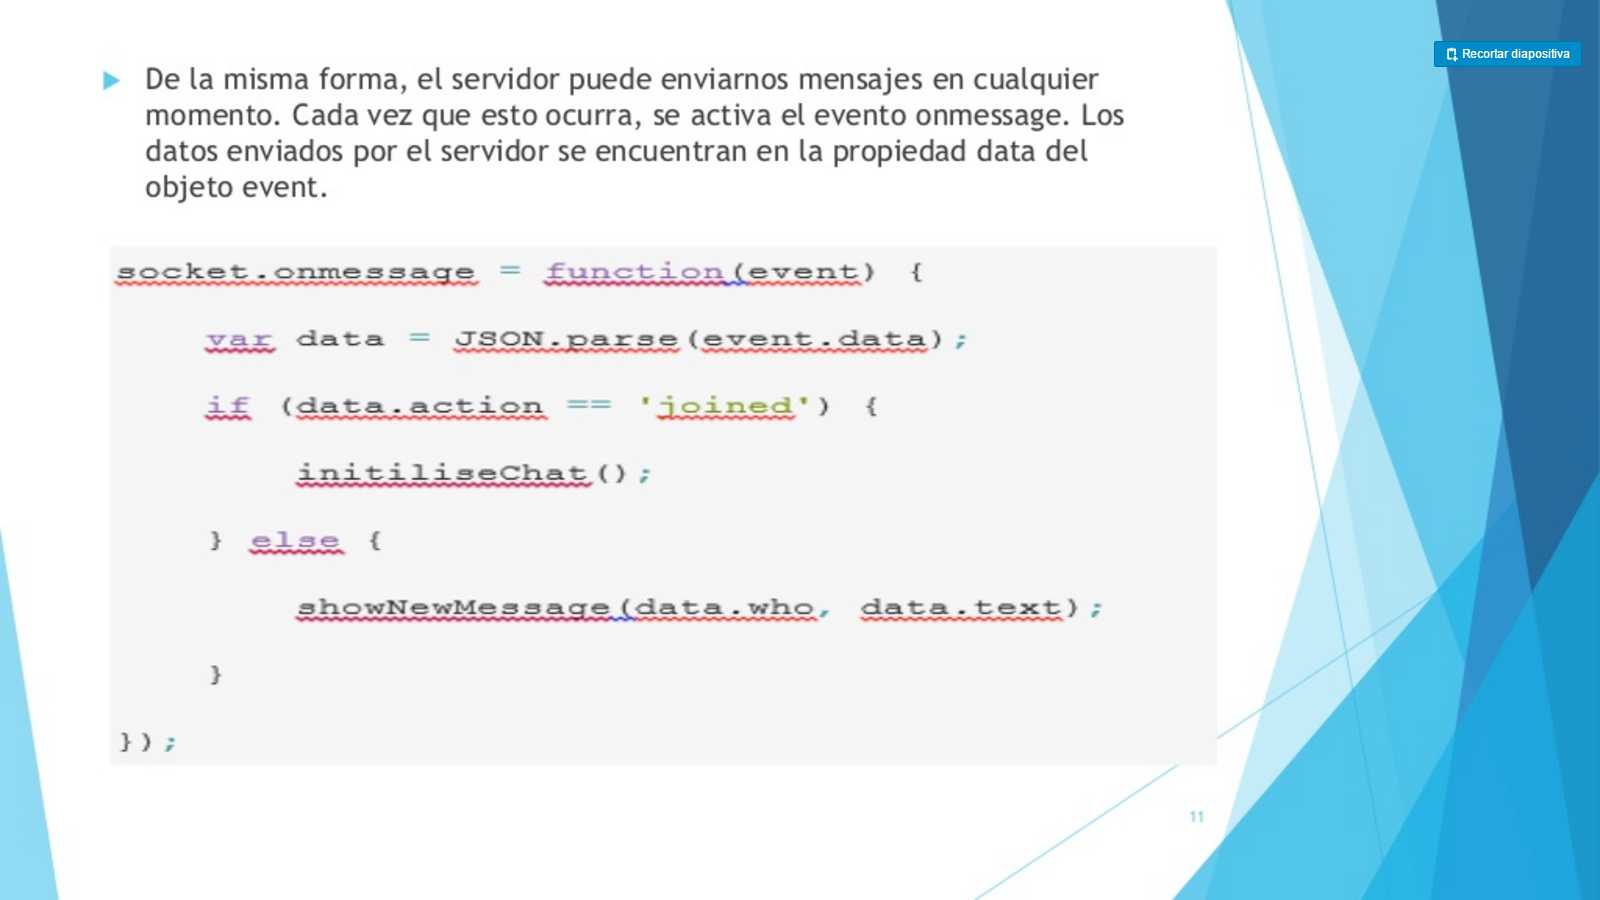 Recortar diapositiva
De la misma forma, el servidor puede enviarnos mensajes en cualquier
momento. Cada vez que esto ocurra, se activa el evento onmessage. Los
datos enviados por el servidor se encuentran en la propiedad data del
objeto event.
socket.onmessage = function(event) {
var data = JSON.parse(event.data);
if (data.action == 'joined') {
initiliseChat();
} else {
showNewMessage(data.who, data.text);
}
});
11